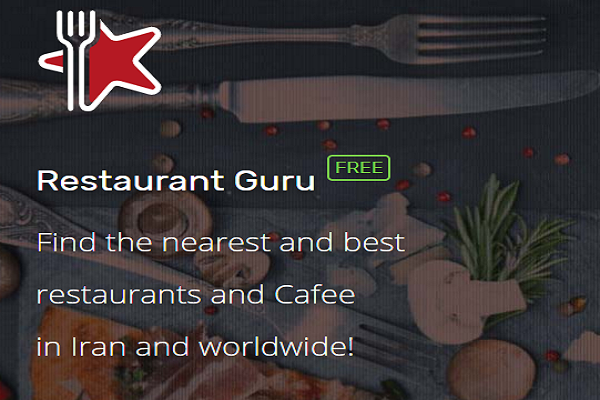 Restaurant Guru FREE
Find the nearest and best
restaurants and Cafee
in Iran and worldwide!